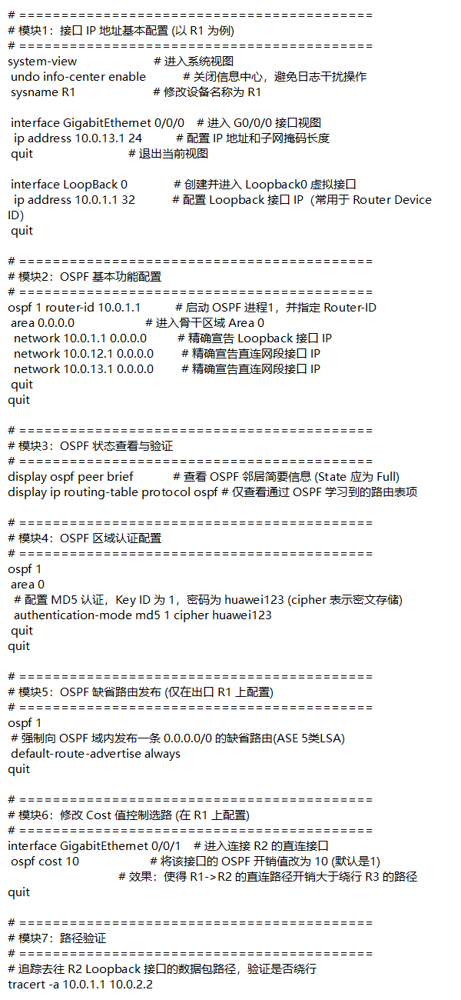 # ==========================================
# 模块1：接口 IP 地址基本配置 (以 R1 为例)
# ==========================================
system-view                      # 进入系统视图
 undo info-center enable          # 关闭信息中心，避免日志干扰操作
 sysname R1                       # 修改设备名称为 R1

 interface GigabitEthernet 0/0/0    # 进入 G0/0/0 接口视图
  ip address 10.0.13.1 24          # 配置 IP 地址和子网掩码长度
 quit                             # 退出当前视图

 interface LoopBack 0              # 创建并进入 Loopback0 虚拟接口
  ip address 10.0.1.1 32           # 配置 Loopback 接口 IP（常用于 Router Device
ID）
 quit

# ==========================================
# 模块2：OSPF 基本功能配置
# ==========================================
ospf 1 router-id 10.0.1.1          # 启动 OSPF 进程1，并指定 Router-ID
 area 0.0.0.0                     # 进入骨干区域 Area 0
  network 10.0.1.1 0.0.0.0         # 精确宣告 Loopback 接口 IP
  network 10.0.12.1 0.0.0.0        # 精确宣告直连网段接口 IP
  network 10.0.13.1 0.0.0.0        # 精确宣告直连网段接口 IP
 quit
quit

# ==========================================
# 模块3：OSPF 状态查看与验证
# ==========================================
display ospf peer brief            # 查看 OSPF 邻居简要信息 (State 应为 Full)
display ip routing-table protocol ospf # 仅查看通过 OSPF 学习到的路由表项

# ==========================================
# 模块4：OSPF 区域认证配置
# ==========================================
ospf 1
 area 0
  # 配置 MD5 认证，Key ID 为 1，密码为 huawei123 (cipher 表示密文存储)
  authentication-mode md5 1 cipher huawei123
 quit
quit

# ==========================================
# 模块5：OSPF 缺省路由发布 (仅在出口 R1 上配置)
# ==========================================
ospf 1
 # 强制向 OSPF 域内发布一条 0.0.0.0/0 的缺省路由(ASE 5类LSA)
 default-route-advertise always
quit

# ==========================================
# 模块6：修改 Cost 值控制选路 (在 R1 上配置)
# ==========================================
interface GigabitEthernet 0/0/1    # 进入连接 R2 的直连接口
 ospf cost 10                     # 将该接口的 OSPF 开销值改为 10 (默认是1)
                                  # 效果：使得 R1->R2 的直连路径开销大于绕行 R3 的路径
quit

# ==========================================
# 模块7：路径验证
# ==========================================
# 追踪去往 R2 Loopback 接口的数据包路径，验证是否绕行
tracert -a 10.0.1.1 10.0.2.2